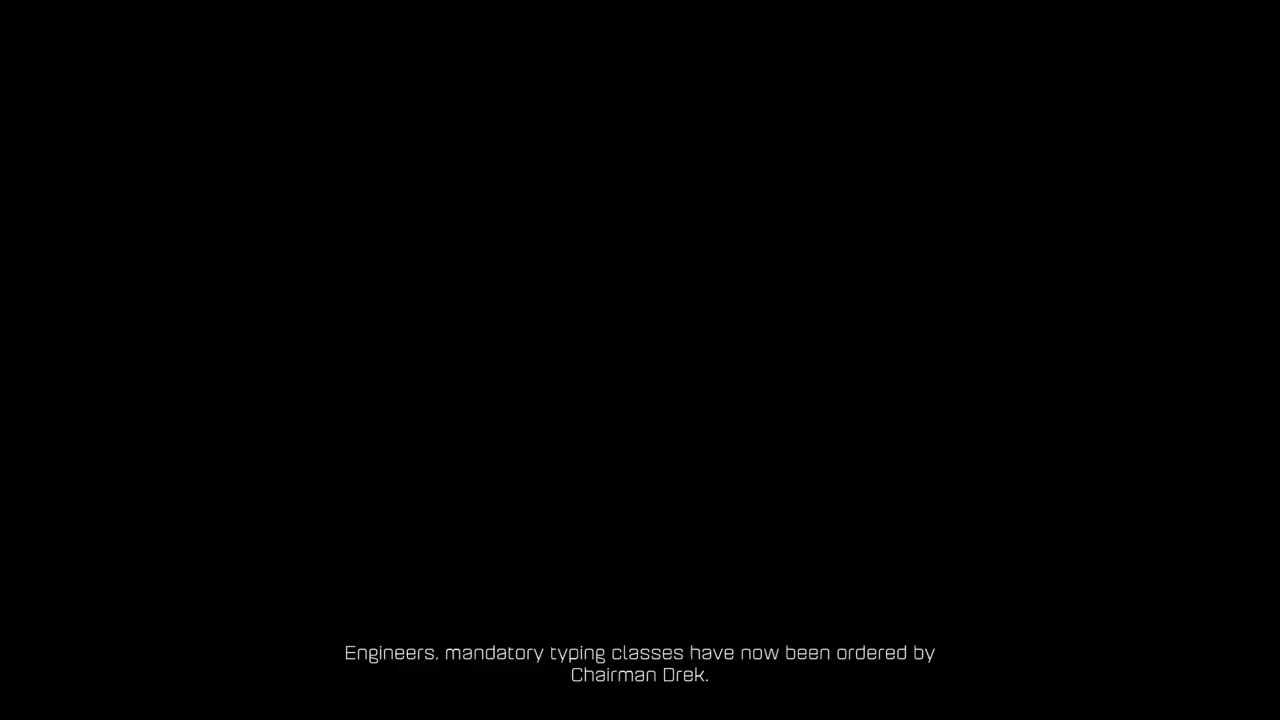 Engineers, mandatory typing classes have now been ordered by
Chairman Drek.